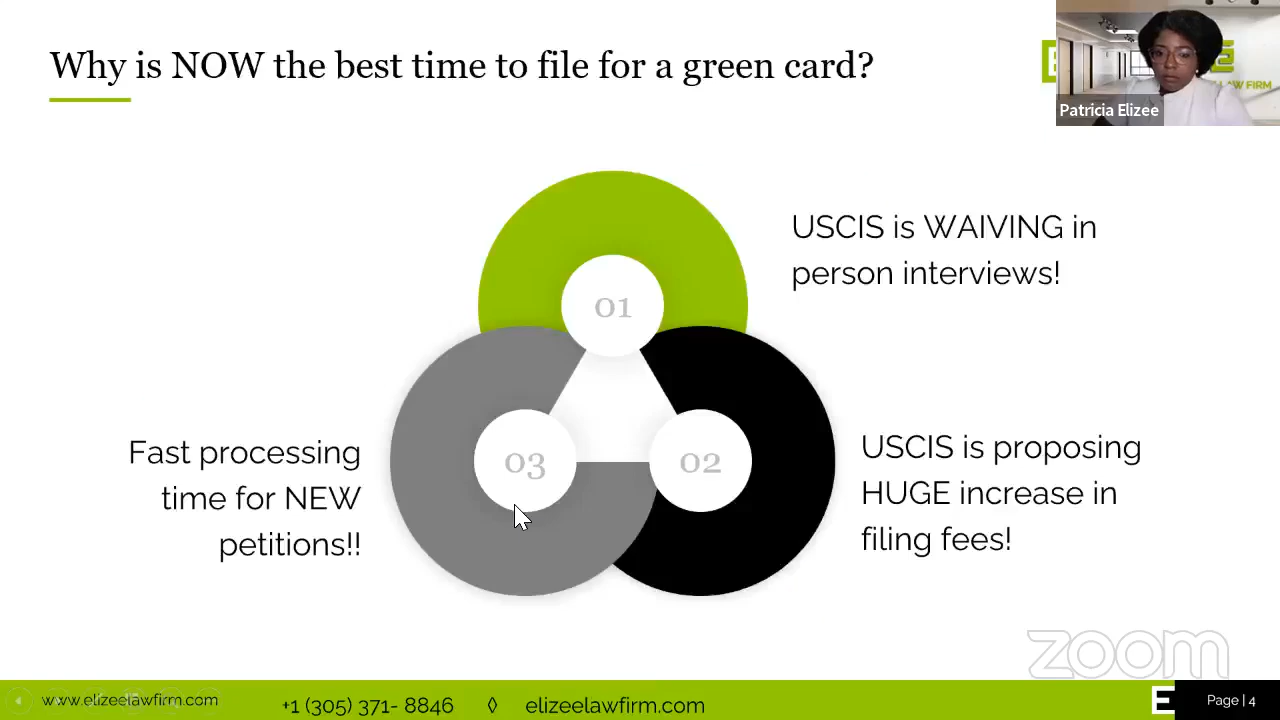 Why is NOW the best time to file for a green card?
LAW FIRM
Patricia Elizee
01
USCIS is WAIVING in
person interviews!
03
02
Fast processing
time for NEW
petitions!!
USCIS is proposing
HUGE increase in
filing fees!
zoom
www.elizeelawfirm.com
+1 (305) 371- 8846 ◊ elizeelawfirm.com
E
Page | 4